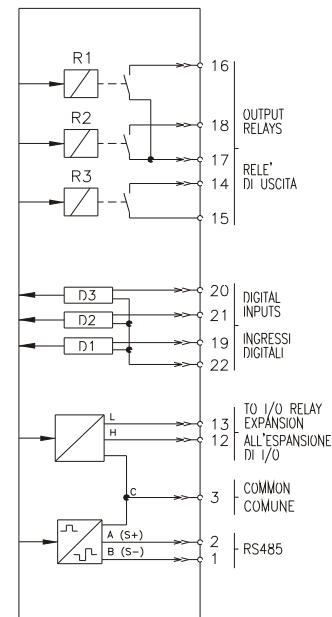 R1
16
R2
18
OUTPUT
RELAYS
17
RELE'
DI USCITA
R3
14
15
D3
20
DIGITAL
INPUTS
D2
21
D1
19
INGRESSI
DIGITALI
22
L
13
TO I/O RELAY
EXPANSION
H
12
ALL'ESPANSIONE
DI I/O
C
3
COMMON
COMUNE
A (S+)
2
RS485
B (S-)
1